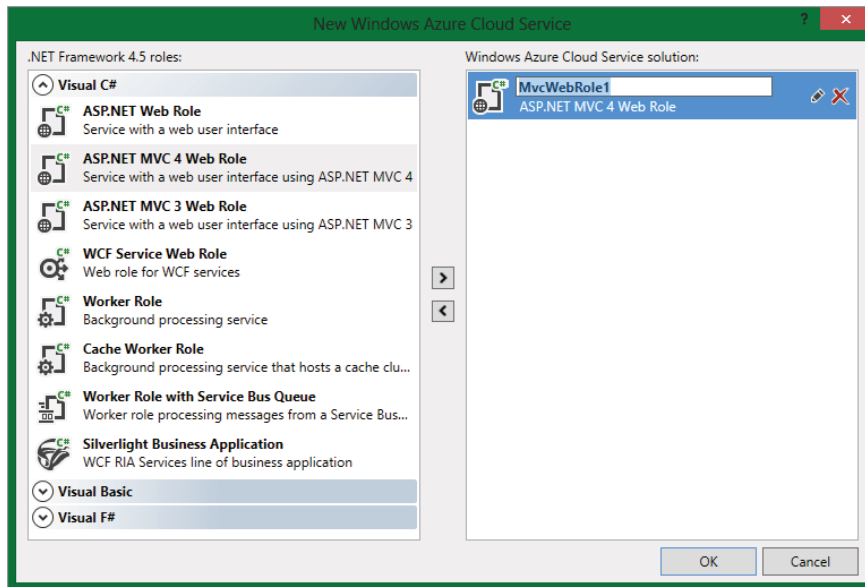 New Windows Azure Cloud Service
?
.NET Framework 4.5 roles:
Visual C#
C#
ASP.NET Web Role
Service with a web user interface
C#
ASP.NET MVC 4 Web Role
Service with a web user interface using ASP.NET MVC 4
C#
ASP.NET MVC 3 Web Role
Service with a web user interface using ASP.NET MVC 3
C#
WCF Service Web Role
Web role for WCF services
C#
Worker Role
Background processing service
C#
Cache Worker Role
Background processing service that hosts a cache clu...
C#
Worker Role with Service Bus Queue
Worker role processing messages from a Service Bus...
C#
Silverlight Business Application
WCF RIA Services line of business application
Visual Basic
Visual F#
Windows Azure Cloud Service solution:
C#
MvcWebRole1
ASP.NET MVC 4 Web Role
OK
Cancel